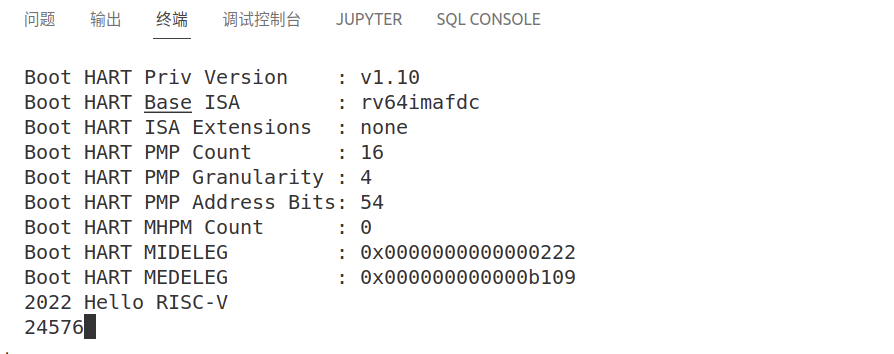 问题 输出 终端 调试控制台 JUPYTER SQL CONSOLE
Boot HART Priv Version    : v1.10
Boot HART Base ISA        : rv64imafdc
Boot HART ISA Extensions  : none
Boot HART PMP Count       : 16
Boot HART PMP Granularity : 4
Boot HART PMP Address Bits: 54
Boot HART MHPM Count      : 0
Boot HART MIDELEG         : 0x0000000000000222
Boot HART MEDELEG         : 0x000000000000b109
2022 Hello RISC-V
24576